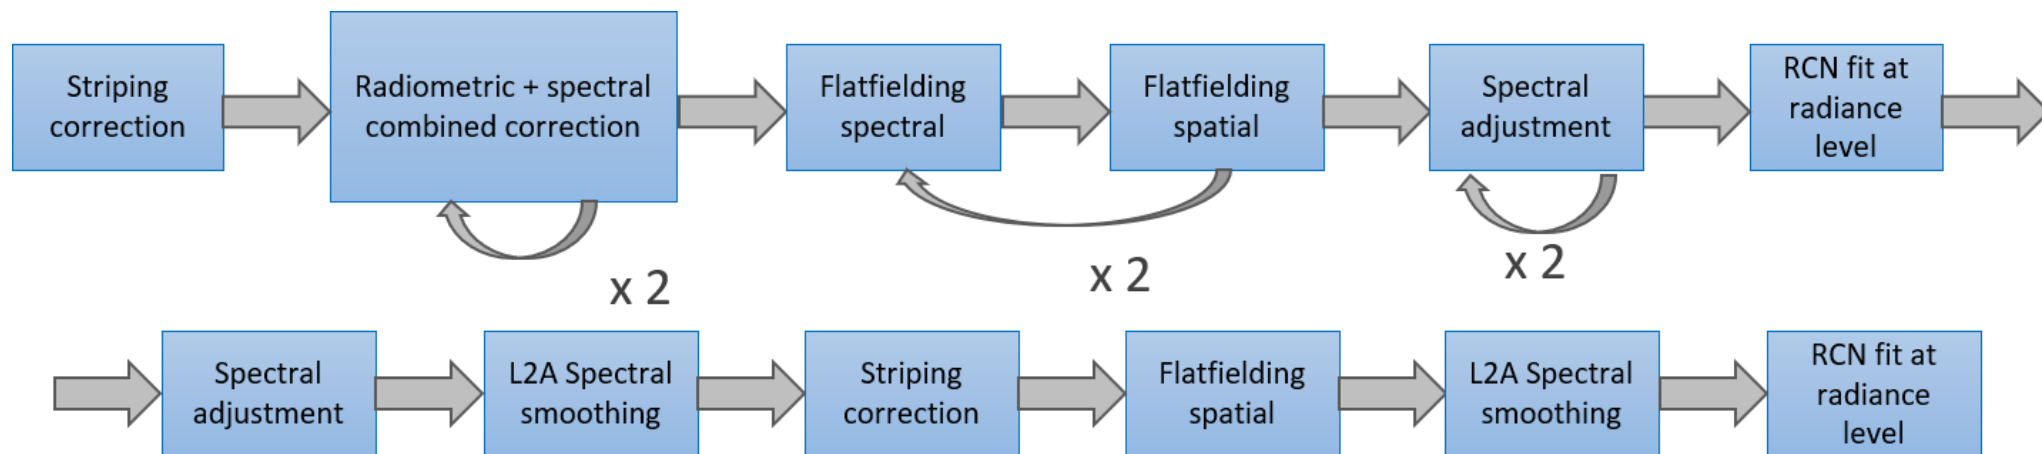 Striping
correction
Radiometric + spectral
combined correction
Flatfielding
spectral
Flatfielding
spatial
Spectral
adjustment
RCN fit at
radiance
level
x 2
x 2
x 2
Spectral
adjustment
L2A Spectral
smoothing
Striping
correction
Flatfielding
spatial
L2A Spectral
smoothing
RCN fit at
radiance
level